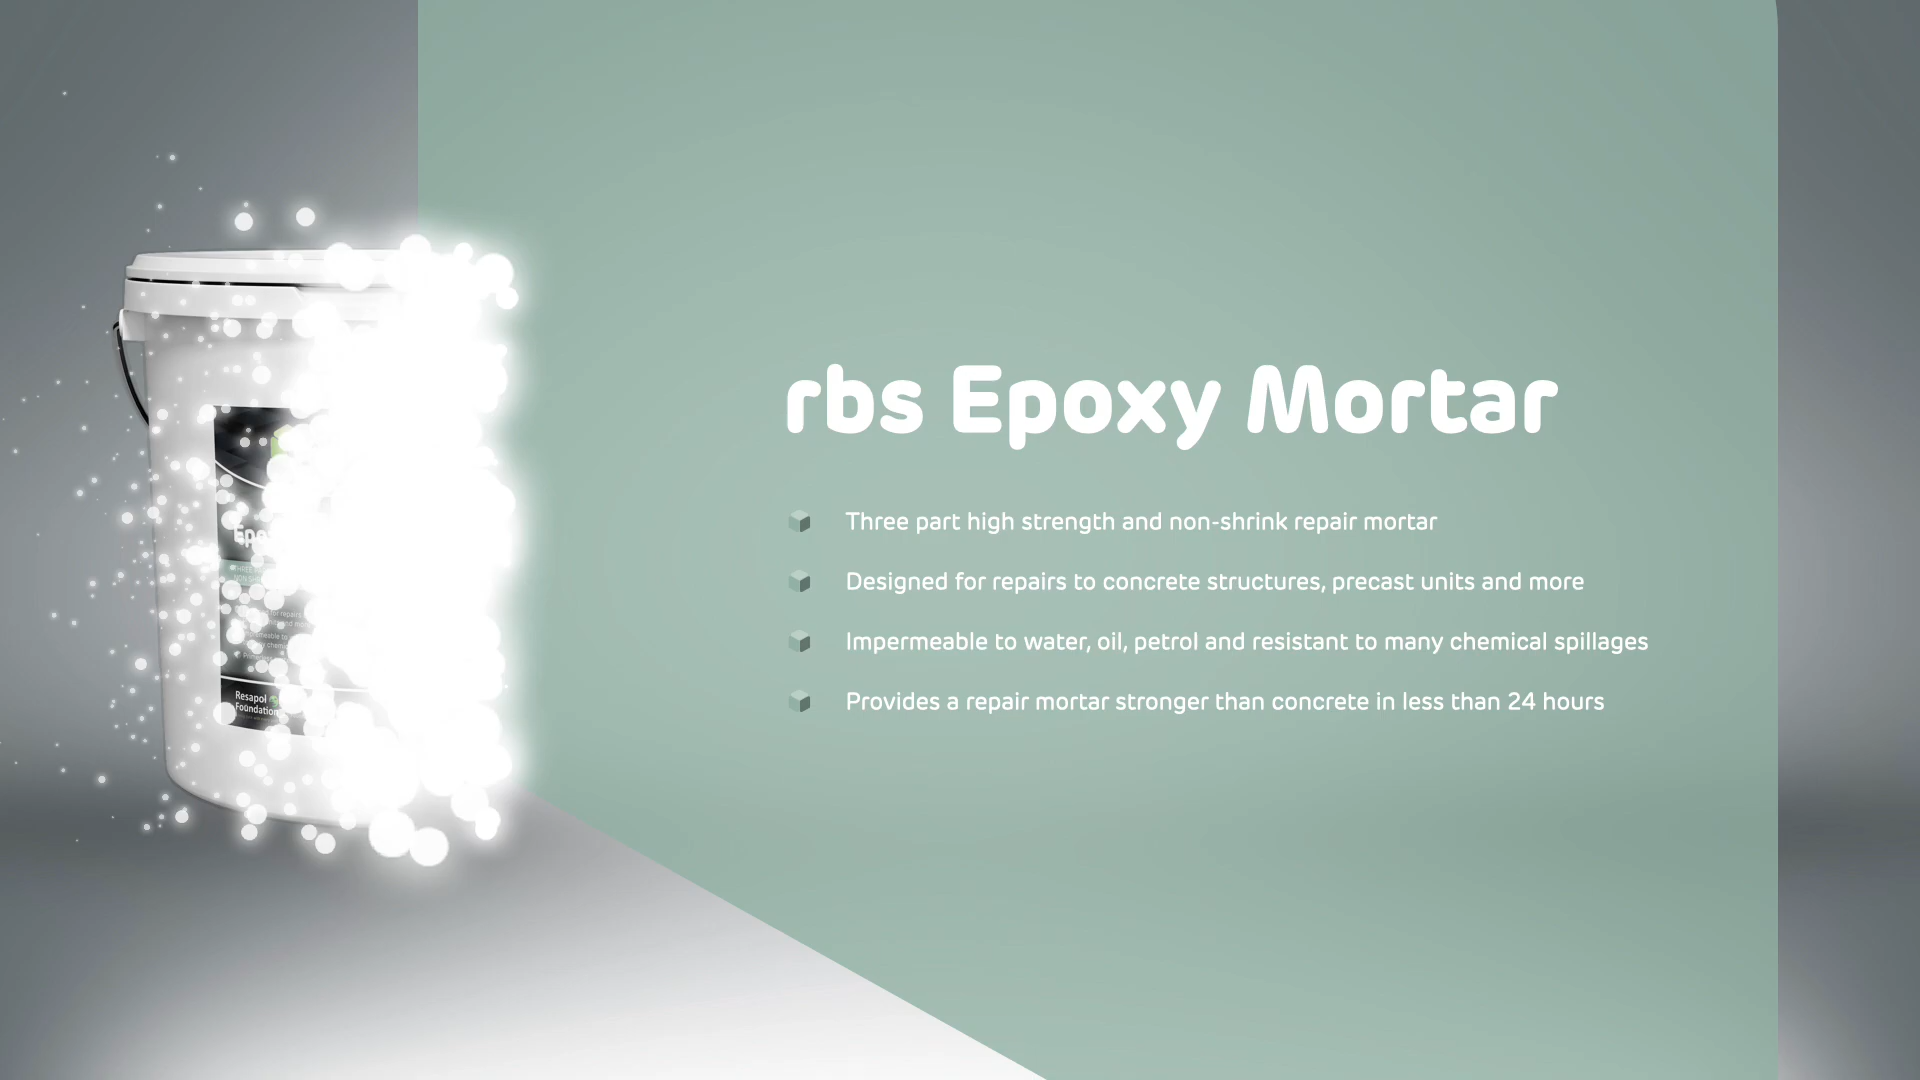 rbs Epoxy Mortar
Three part high strength and non-shrink repair mortar
Designed for repairs to concrete structures, precast units and more
Impermeable to water, oil, petrol and resistant to many chemical spillages
Provides a repair mortar stronger than concrete in less than 24 hours
Resapol
Foundation